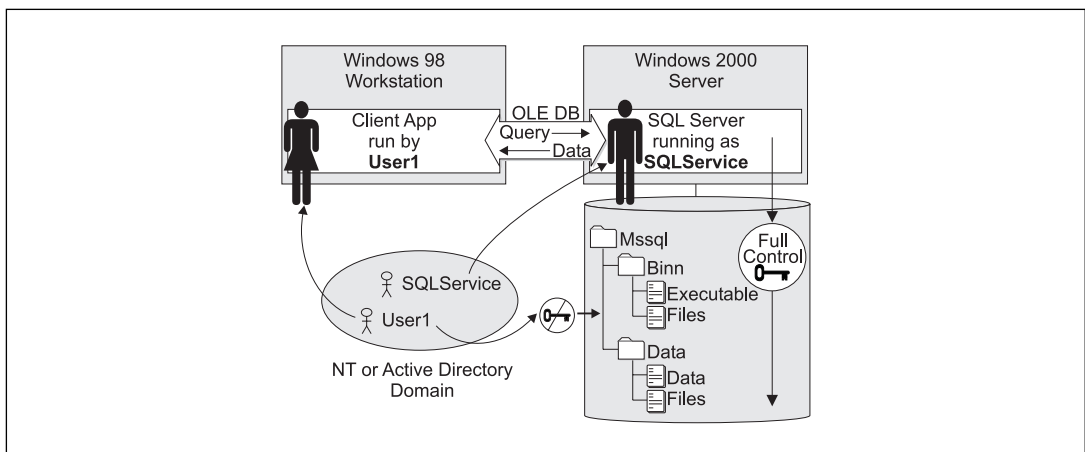 Windows 98
Workstation
Client App
run by
User1
OLE DB
Query
Data
Windows 2000
Server
SQL Server
running as
SQLService
Full
Control
Mssql
Binn
Executable
Files
Data
Data
Files
SQLService
User1
NT or Active Directory
Domain